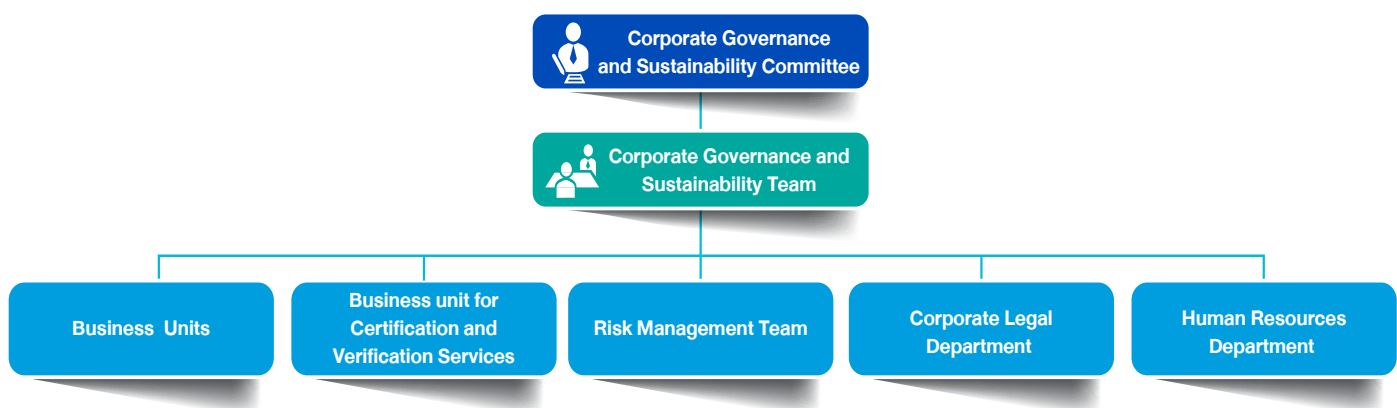 Corporate Governance
and Sustainability Committee
Corporate Governance and
Sustainability Team
Business Units
Business unit for
Certification and
Verification Services
Risk Management Team
Corporate Legal
Department
Human Resources
Department